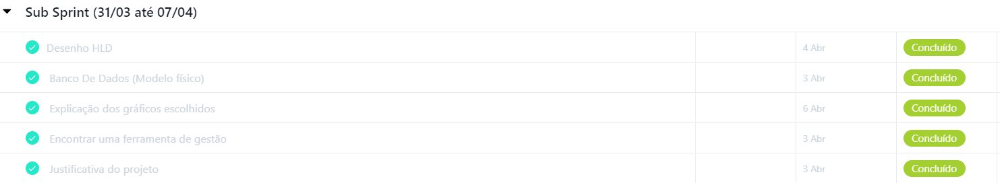 Sub Sprint (31/03 até 07/04)
Desenho HLD 4 Abr Concluído
Banco De Dados (Modelo físico) 3 Abr Concluído
Explicação dos gráficos escolhidos 6 Abr Concluído
Encontrar uma ferramenta de gestão 3 Abr Concluído
Justificativa do projeto 3 Abr Concluído